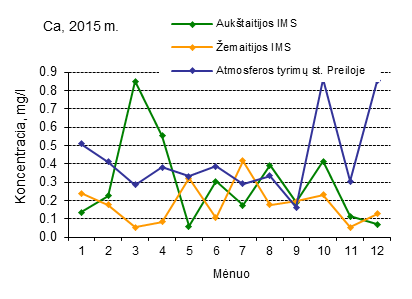 Ca, 2015 m.
Aukštaitijos IMS
Žemaitijos IMS
Atmosferos tyrimų st. Preiloje
Koncentracia, mg/l
0.9
0.8
0.7
0.6
0.5
0.4
0.3
0.2
0.1
0.0
1 2 3 4 5 6 7 8 9 10 11 12
Mėnuo